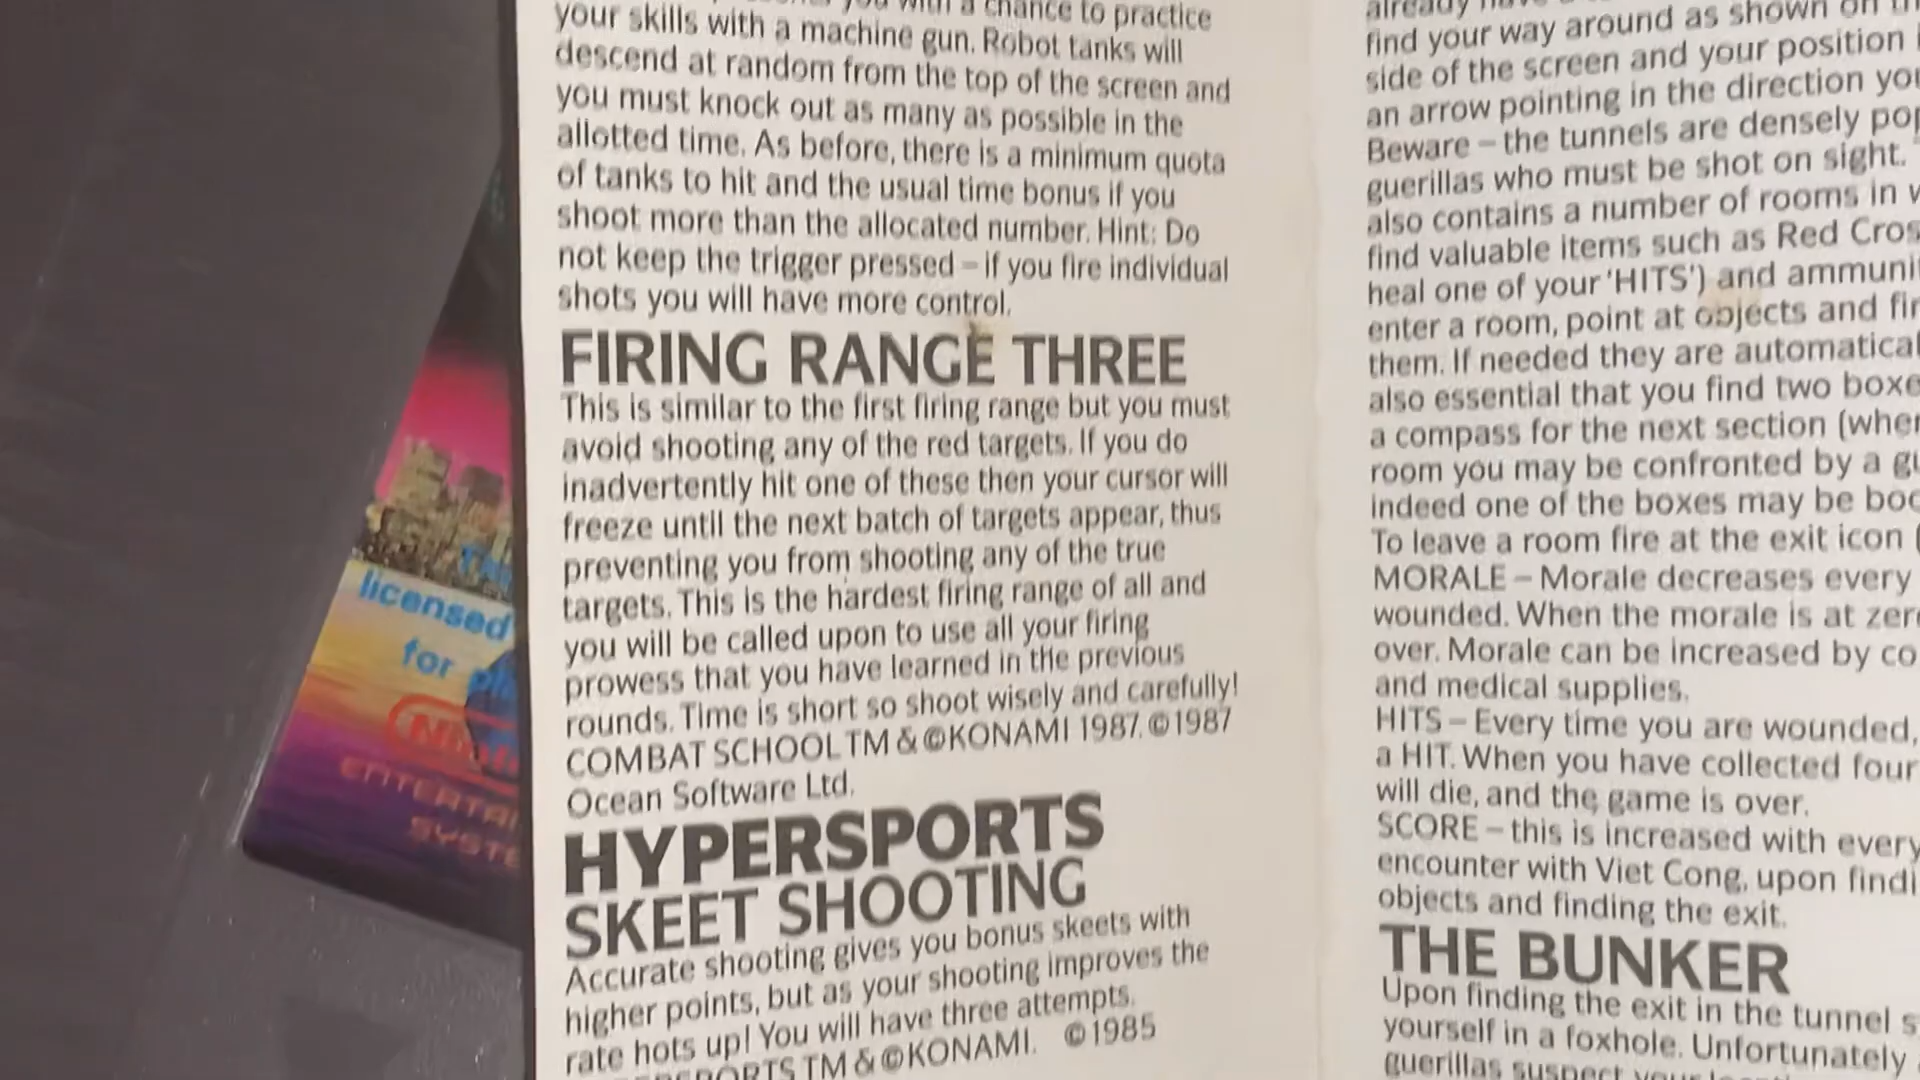 you with a chance to practice
your skills with a machine gun. Robot tanks will
descend at random from the top of the screen and
you must knock out as many as possible in the
allotted time. As before, there is a minimum quota
of tanks to hit and the usual time bonus if you
shoot more than the allocated number. Hint: Do
not keep the trigger pressed – if you fire individual
shots you will have more control.
FIRING RANGE THREE
This is similar to the first firing range but you must
avoid shooting any of the red targets. If you do
inadvertently hit one of these then your cursor will
freeze until the next batch of targets appear, thus
preventing you from shooting any of the true
targets. This is the hardest firing range of all and
you will be called upon to use all your firing
prowess that you have learned in the previous
rounds. Time is short so shoot wisely and carefully!
COMBAT SCHOOL TM & ©KONAMI 1987. ©1987
Ocean Software Ltd.
HYPERSPORTS
SKEET SHOOTING
Accurate shooting gives you bonus skeets with
higher points, but as your shooting improves the
rate hots up! You will have three attempts.
TM & ©KONAMI. ©1985
already
find your way around as shown on
side of the screen and your position
an arrow pointing in the direction
Beware – the tunnels are densely
guerillas who must be shot on sight.
also contains a number of rooms in
find valuable items such as Red
heal one of your 'HITS') and
enter a room, point at objects and
them. If needed they are
also essential that you find two
a compass for the next section
room you may be confronted by a
indeed one of the boxes may be
To leave a room fire at the exit icon
MORALE – Morale decreases every
wounded. When the morale is at
over. Morale can be increased by
and medical supplies.
HITS – Every time you are wounded,
a HIT. When you have collected four
will die, and the game is over.
SCORE – this is increased with every
encounter with Viet Cong, upon
objects and finding the exit.
THE BUNKER
Upon finding the exit in the tunnel
yourself in a foxhole. Unfortunately
guerillas suspect your
licensed
for